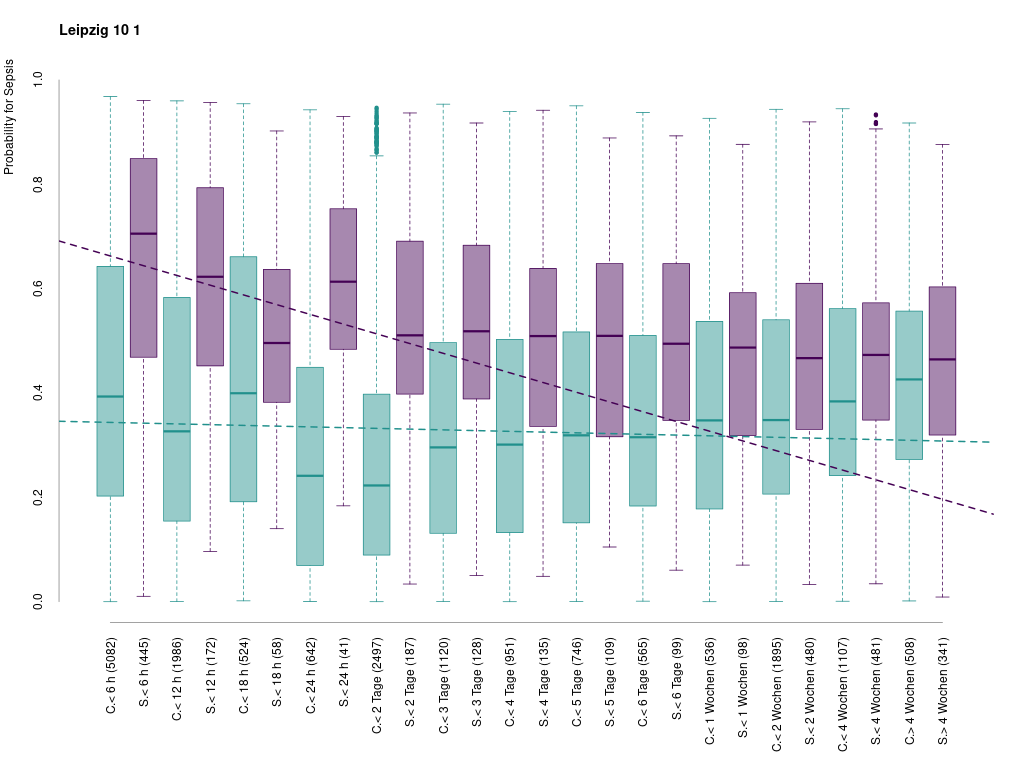 Leipzig 10 1
Probability for Sepsis
1.0
0.8
0.6
0.4
0.2
0.0
C.< 6 h (5082)
S.< 6 h (445)
C.< 12 h (1986)
S.< 12 h (172)
C.< 18 h (524)
S.< 18 h (58)
C.< 24 h (642)
S.< 24 h (41)
C.< 2 Tage (2497)
S.< 2 Tage (187)
C.< 3 Tage (1120)
S.< 3 Tage (128)
C.< 4 Tage (951)
S.< 4 Tage (135)
C.< 5 Tage (746)
S.< 5 Tage (109)
C.< 6 Tage (565)
S.< 6 Tage (99)
C.< 1 Wochen (536)
S.< 1 Wochen (98)
C.< 2 Wochen (1895)
S.< 2 Wochen (480)
C.< 4 Wochen (1107)
S.< 4 Wochen (481)
C.> 4 Wochen (508)
S.> 4 Wochen (341)